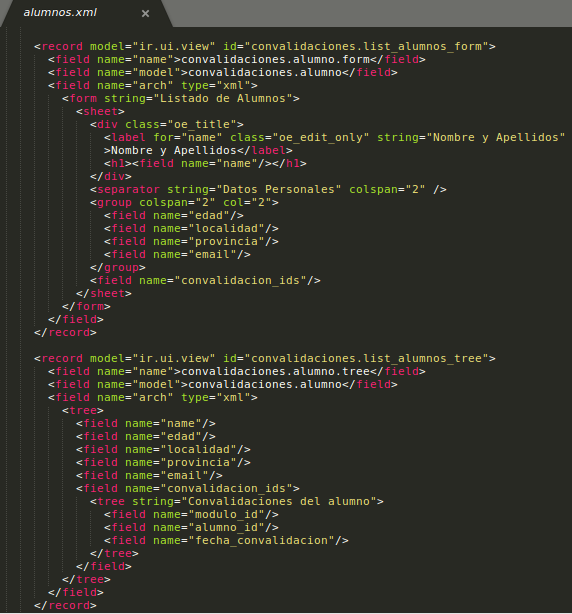 alumnos.xml ×
<record model="ir.ui.view" id="convalidaciones.list_alumnos_form">
<field name="name">convalidaciones.alumno.form</field>
<field name="model">convalidaciones.alumno</field>
<field name="arch" type="xml">
<form string="Listado de Alumnos">
<sheet>
<div class="oe_title">
<label for="name" class="oe_edit_only" string="Nombre y Apellidos"
>Nombre y Apellidos</label>
<h1><field name="name"/></h1>
</div>
<separator string="Datos Personales" colspan="2" />
<group colspan="2" col="2">
<field name="edad"/>
<field name="localidad"/>
<field name="provincia"/>
<field name="email"/>
</group>
<field name="convalidacion_ids"/>
</sheet>
</form>
</field>
</record>
<record model="ir.ui.view" id="convalidaciones.list_alumnos_tree">
<field name="name">convalidaciones.alumno.tree</field>
<field name="model">convalidaciones.alumno</field>
<field name="arch" type="xml">
<tree>
<field name="name"/>
<field name="edad"/>
<field name="localidad"/>
<field name="provincia"/>
<field name="email"/>
<field name="convalidacion_ids">
<tree string="Convalidaciones del alumno">
<field name="modulo_id"/>
<field name="alumno_id"/>
<field name="fecha_convalidacion"/>
</tree>
</field>
</tree>
</field>
</record>